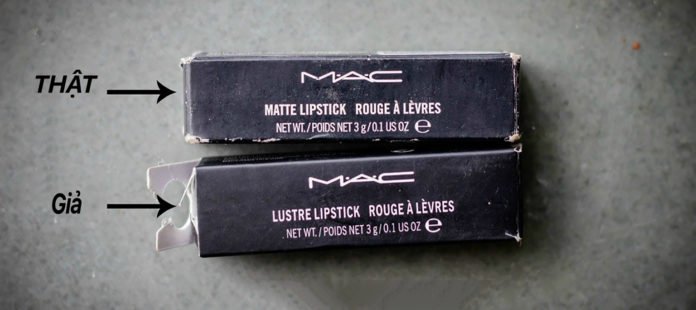 THẬT
M·A·C
MATTE LIPSTICK ROUGE À LÈVRES
NET WT./POIDS NET 3 g/0.1 US OZ ℮
Giả
M·A·C
LUSTRE LIPSTICK ROUGE À LÈVRES
NET WT./POIDS NET 3 g/0.1 US OZ ℮